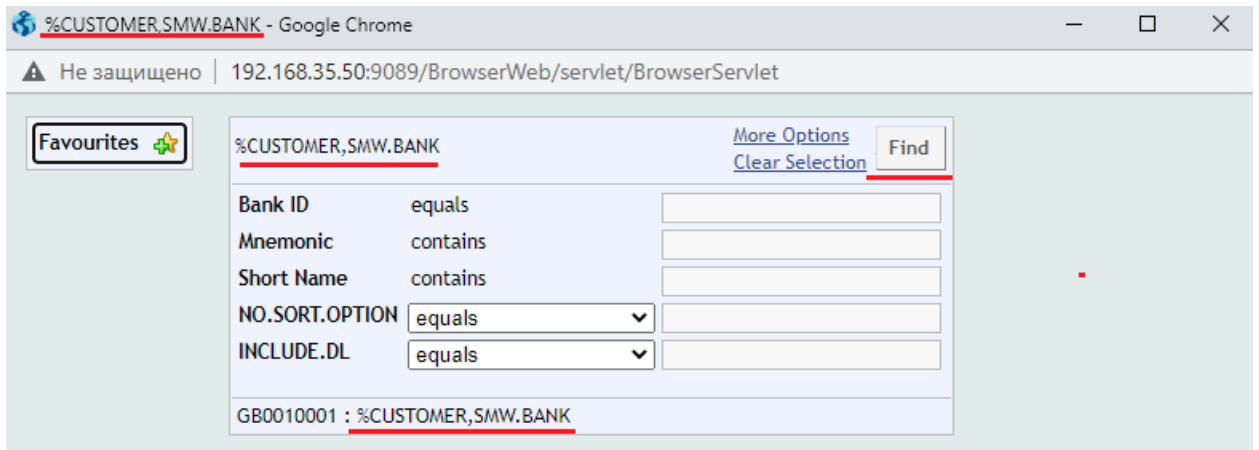 %CUSTOMER,SMW.BANK - Google Chrome
Не защищено | 192.168.35.50:9089/BrowserWeb/servlet/BrowserServlet
Favourites
%CUSTOMER,SMW.BANK More Options Find
Clear Selection
Bank ID equals
Mnemonic contains
Short Name contains
NO.SORT.OPTION equals
INCLUDE.DL equals
GB0010001 : %CUSTOMER,SMW.BANK